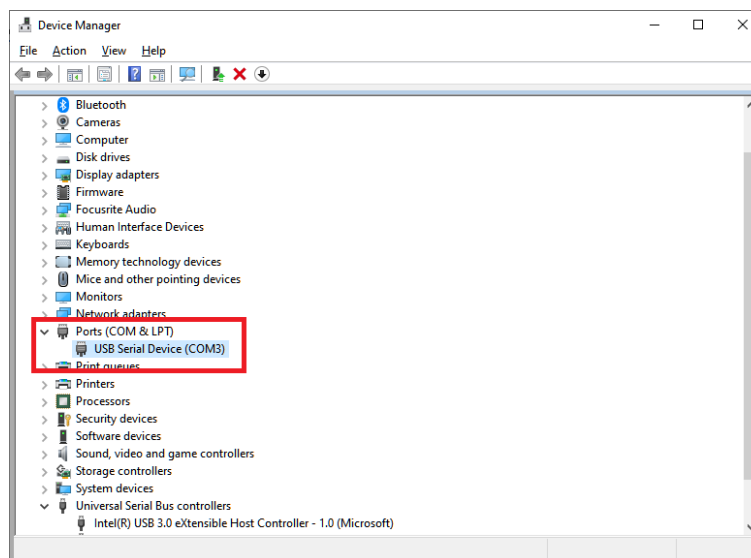 Device Manager
File Action View Help
Bluetooth
Cameras
Computer
Disk drives
Display adapters
Firmware
Focusrite Audio
Human Interface Devices
Keyboards
Memory technology devices
Mice and other pointing devices
Monitors
Network adapters
Ports (COM & LPT)
USB Serial Device (COM3)
Print queues
Printers
Processors
Security devices
Software devices
Sound, video and game controllers
Storage controllers
System devices
Universal Serial Bus controllers
Intel(R) USB 3.0 eXtensible Host Controller - 1.0 (Microsoft)